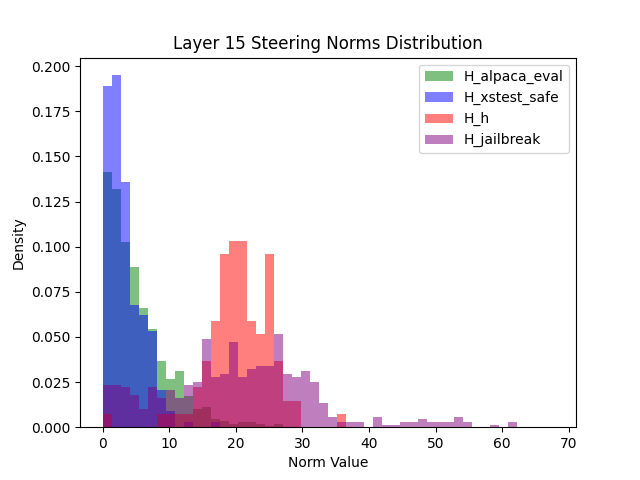 Layer 15 Steering Norms Distribution
H_alpaca_eval
H_xstest_safe
H_h
H_jailbreak
0.200
0.175
0.150
0.125
0.100
0.075
0.050
0.025
0.000
Density
0 10 20 30 40 50 60 70
Norm Value